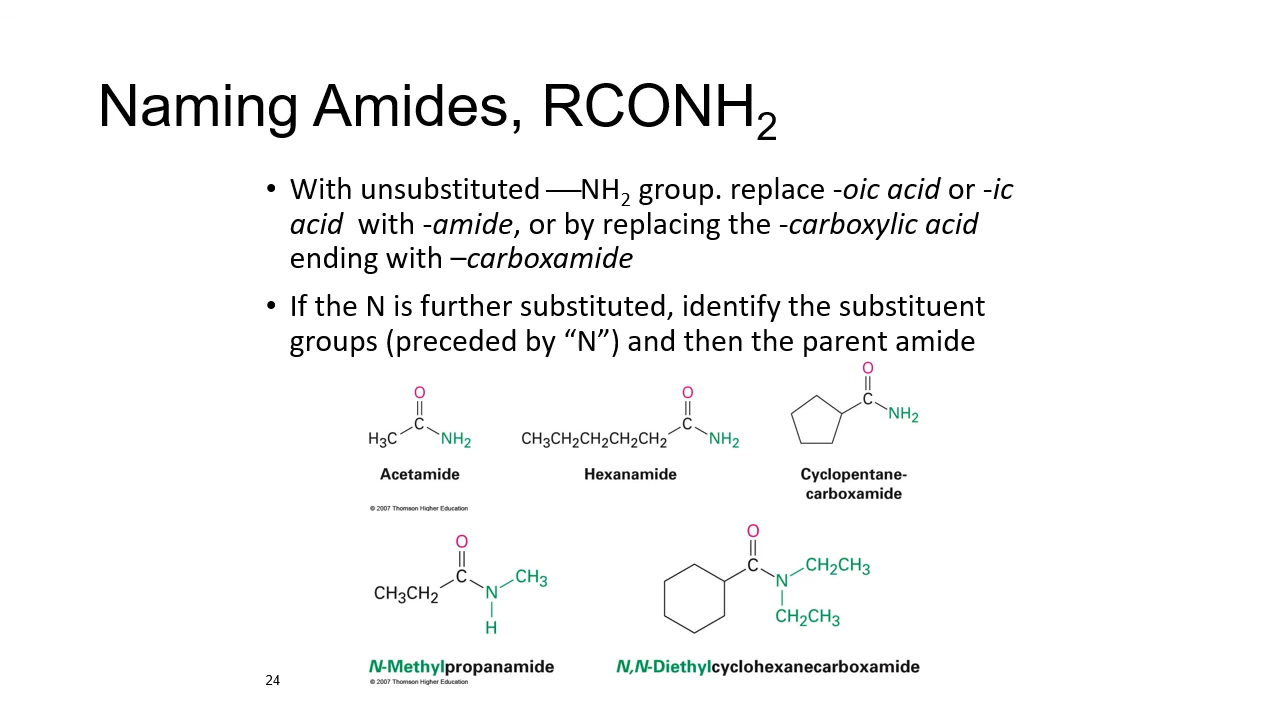 Naming Amides, RCONH2
• With unsubstituted —NH2 group. replace -oic acid or -ic
acid with -amide, or by replacing the -carboxylic acid
ending with –carboxamide
• If the N is further substituted, identify the substituent
groups (preceded by “N”) and then the parent amide
O
C
H3C
NH2
Acetamide
O
C
CH3CH2CH2CH2CH2
NH2
Hexanamide
O
C
NH2
Cyclopentane-
carboxamide
© 2007 Thomson Higher Education
O
C
CH3CH2
N
CH3
H
N-Methylpropanamide
O
C
N
CH2CH3
CH2CH3
N,N-Diethylcyclohexanecarboxamide
© 2007 Thomson Higher Education
24